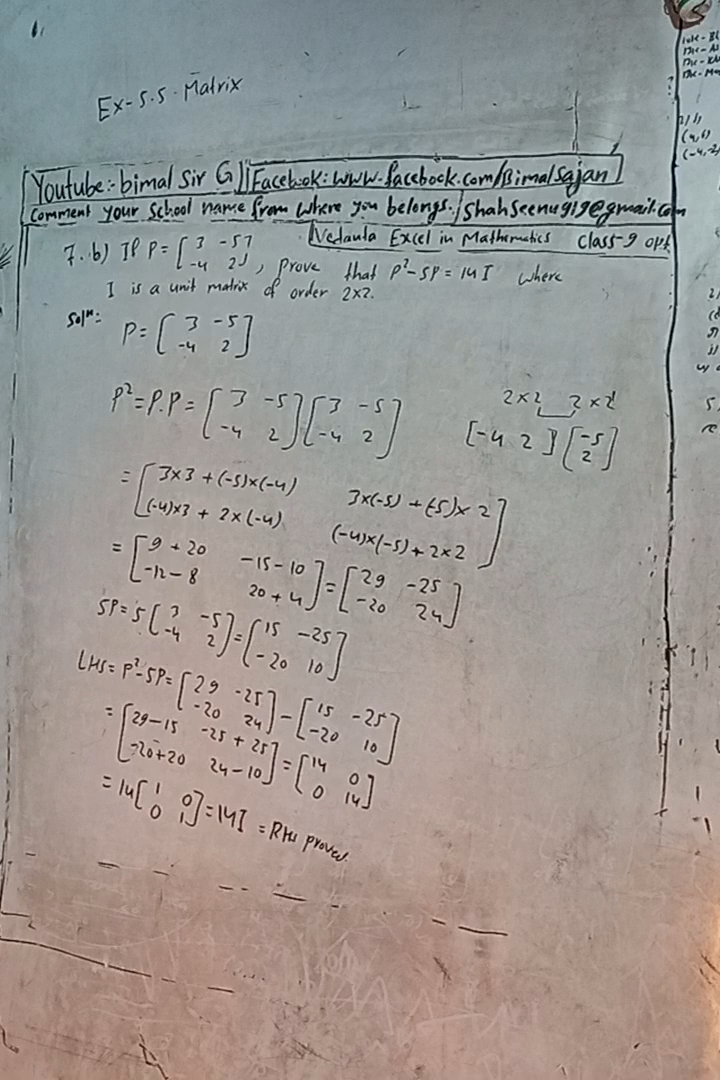 Ex-5.5. Matrix
Youtube:- bimal Sir G Facebook: www.facebook.com/Bimalsajan
Comment your School name from where you belongs. / Shahseenu919@gmail.com
Vedanta Excel in Mathematics Class-9 opt
7. b) If P = [ 3 -5
-4 2 ], prove that P²-5P = 14 I where
I is a unit matrix of order 2×2.
Solⁿ:
P = [ 3 -5
-4 2 ]
P² = P.P = [ 3 -5 ] [ 3 -5 ] 2×2 2×2
[ -4 2 ] [ -4 2 ] [-4 2] [ -5
2 ]
= [ 3×3 + (-5)×(-4) 3×(-5) + (-5)×2
(-4)×3 + 2×(-4) (-4)×(-5) + 2×2 ]
= [ 9 + 20 -15 - 10 ] = [ 29 -25
-12 - 8 20 + 4 ] [ -20 24 ]
5P = 5 [ 3 -5 ] = [ 15 -25
-4 2 ] [ -20 10 ]
LHS = P²-5P = [ 29 -25 ] - [ 15 -25
-20 24 ] [ -20 10 ]
= [ 29-15 -25+25 ] = [ 14 0
-20+20 24-10 ] [ 0 14 ]
= 14 [ 1 0
0 1 ] = 14I = RHS proved.